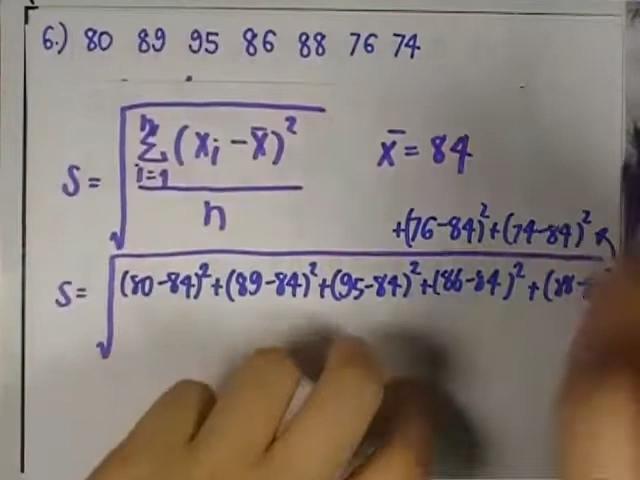 6.) 80 89 95 86 88 76 74
S = √(∑ⁿᵢ₌₁ (xᵢ - x̄)² / n) x̄ = 84
+(76-84)²+(74-84)²
S = √(80-84)²+(89-84)²+(95-84)²+(86-84)²+(88-